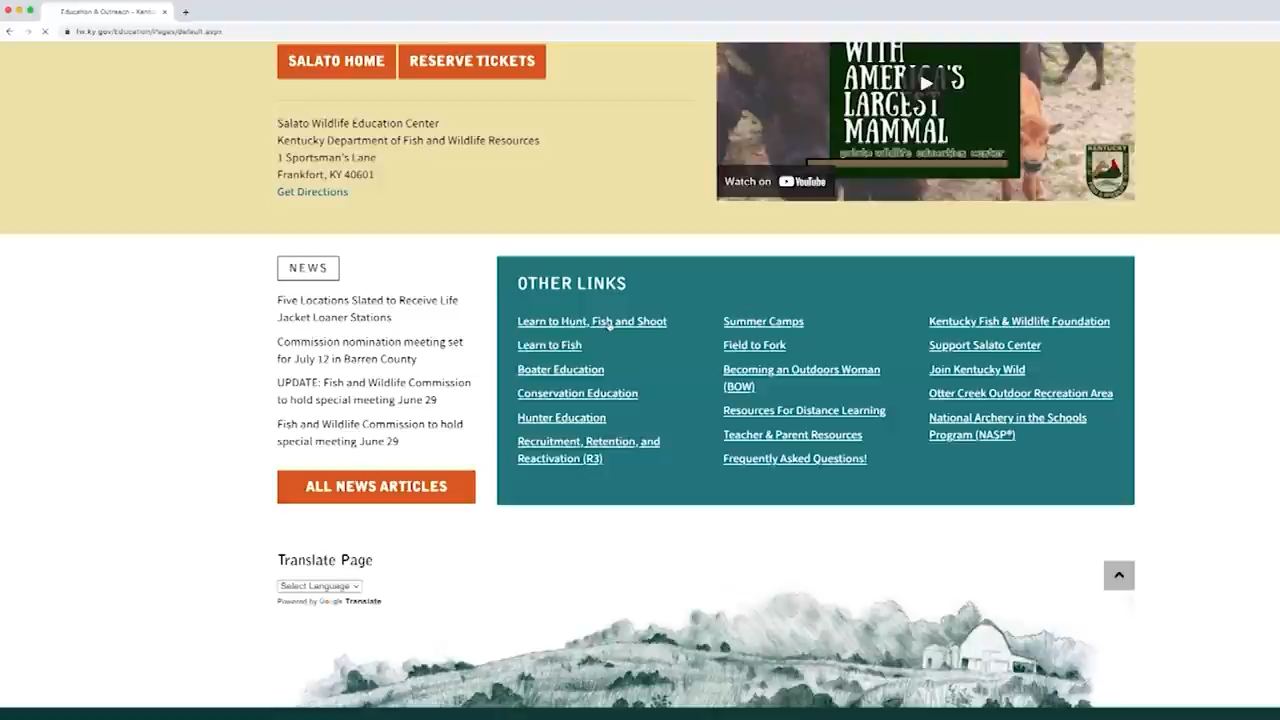 Education & Outreach - Kentu
fw.ky.gov/Education/Pages/default.aspx
SALATO HOME
RESERVE TICKETS
WITH
AMERICA'S
LARGEST
MAMMAL
salato wildlife education center
Watch on YouTube
KENTUCKY
Salato Wildlife Education Center
Kentucky Department of Fish and Wildlife Resources
1 Sportsman's Lane
Frankfort, KY 40601
Get Directions
NEWS
Five Locations Slated to Receive Life
Jacket Loaner Stations
Commission nomination meeting set
for July 12 in Barren County
UPDATE: Fish and Wildlife Commission
to hold special meeting June 29
Fish and Wildlife Commission to hold
special meeting June 29
ALL NEWS ARTICLES
OTHER LINKS
Learn to Hunt, Fish and Shoot
Learn to Fish
Boater Education
Conservation Education
Hunter Education
Recruitment, Retention, and
Reactivation (R3)
Summer Camps
Field to Fork
Becoming an Outdoors Woman
(BOW)
Resources For Distance Learning
Teacher & Parent Resources
Frequently Asked Questions!
Kentucky Fish & Wildlife Foundation
Support Salato Center
Join Kentucky Wild
Otter Creek Outdoor Recreation Area
National Archery in the Schools
Program (NASP®)
Translate Page
Select Language
Powered by Google Translate